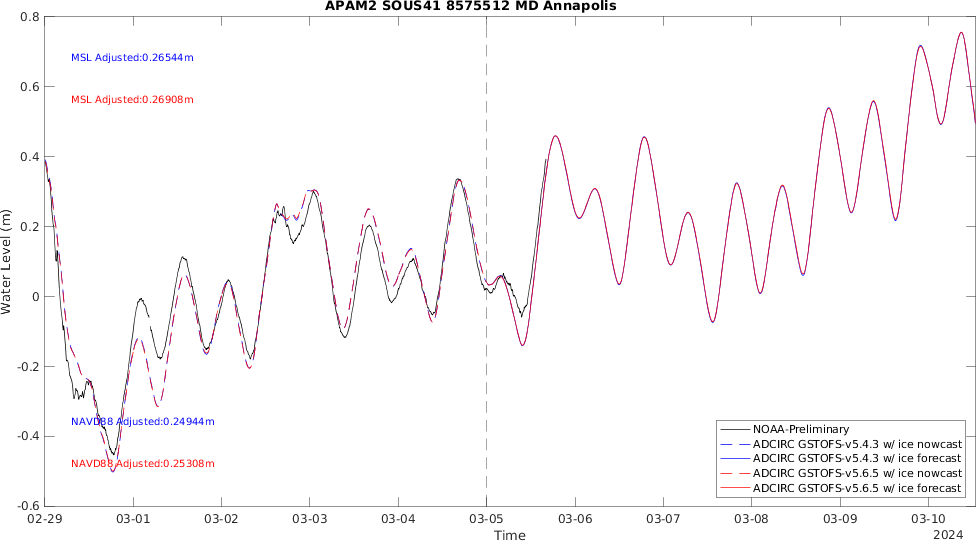 APAM2 SOUS41 8575512 MD Annapolis
0.8
0.6
0.4
0.2
0
-0.2
-0.4
-0.6
Water Level (m)
MSL Adjusted:0.26544m
MSL Adjusted:0.26908m
NAVD88 Adjusted:0.24944m
NAVD88 Adjusted:0.25308m
NOAA-Preliminary
ADCIRC GSTOFS-v5.4.3 w/ ice nowcast
ADCIRC GSTOFS-v5.4.3 w/ ice forecast
ADCIRC GSTOFS-v5.6.5 w/ ice nowcast
ADCIRC GSTOFS-v5.6.5 w/ ice forecast
02-29 03-01 03-02 03-03 03-04 03-05 03-06 03-07 03-08 03-09 03-10
Time
2024